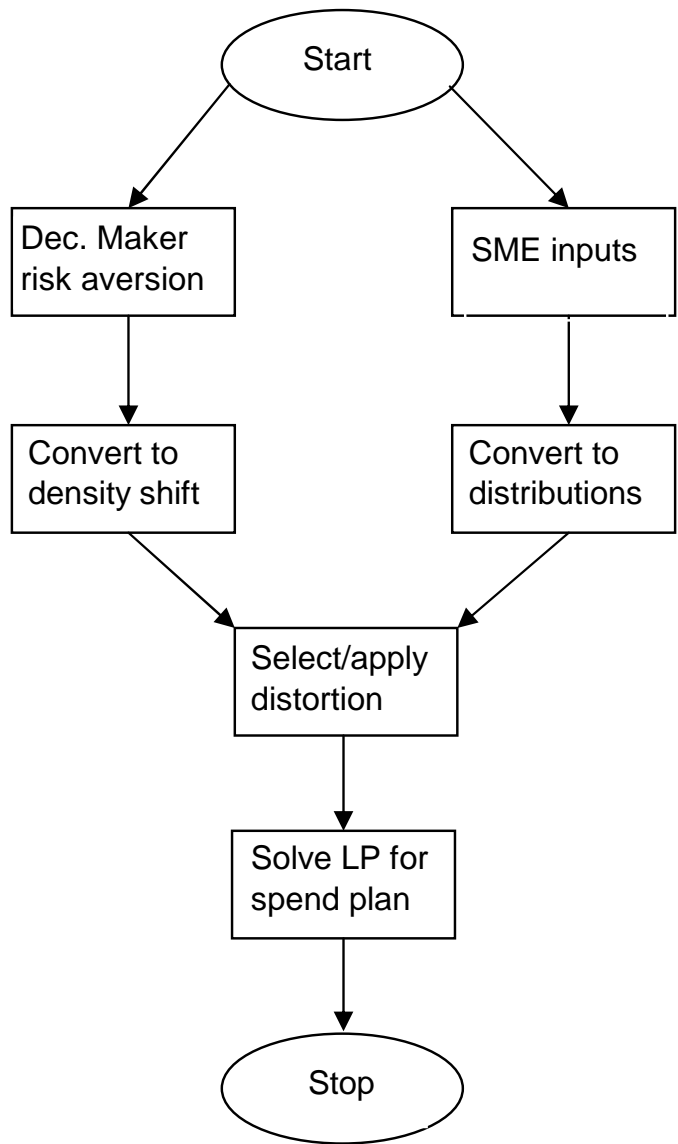 Start
Dec. Maker
risk aversion
SME inputs
Convert to
density shift
Convert to
distributions
Select/apply
distortion
Solve LP for
spend plan
Stop